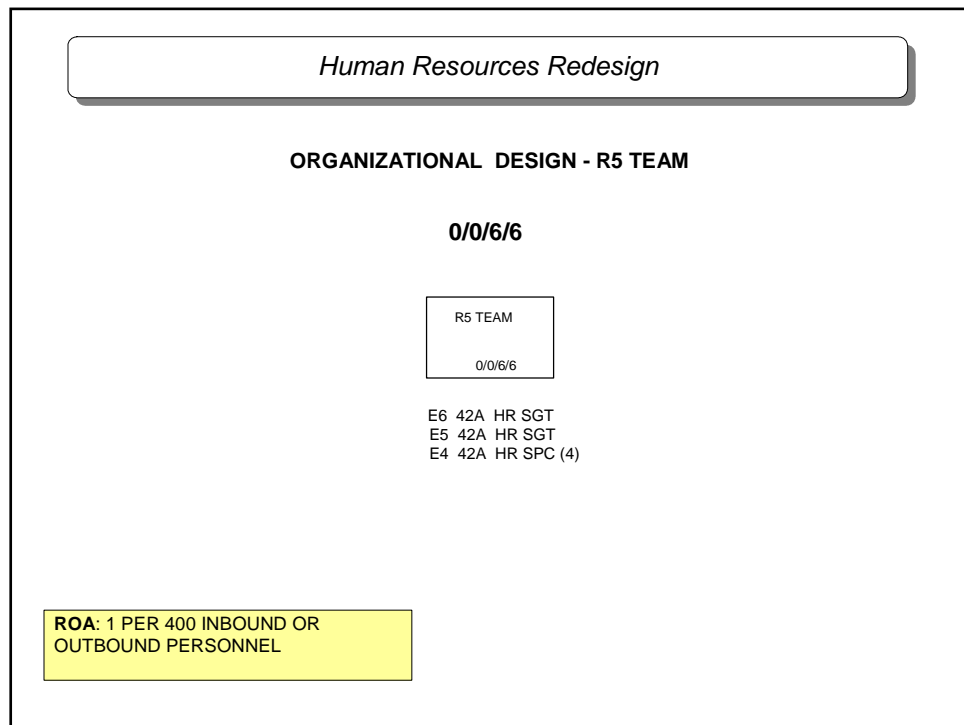 Human Resources Redesign
ORGANIZATIONAL DESIGN - R5 TEAM
0/0/6/6
R5 TEAM
0/0/6/6
E6 42A HR SGT
E5 42A HR SGT
E4 42A HR SPC (4)
ROA: 1 PER 400 INBOUND OR
OUTBOUND PERSONNEL